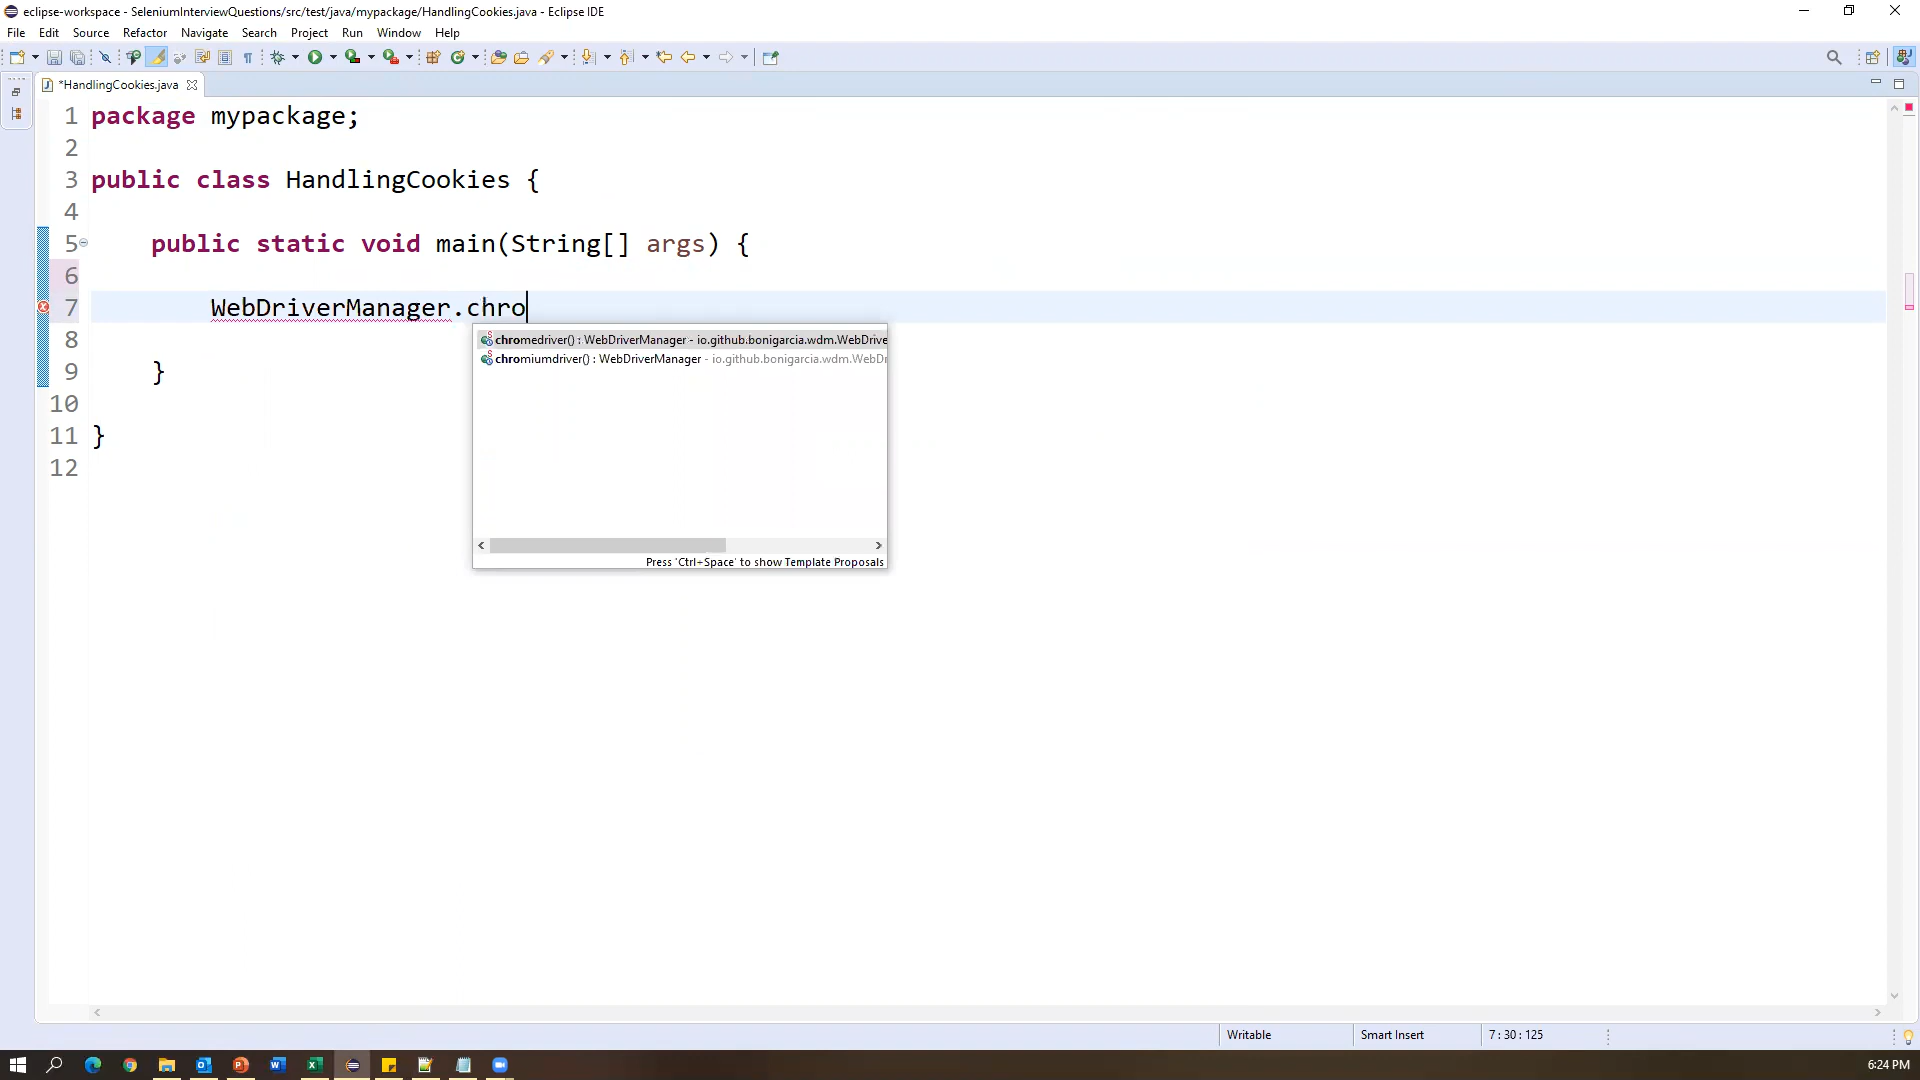 eclipse-workspace - SeleniumInterviewQuestions/src/test/java/mypackage/HandlingCookies.java - Eclipse IDE
File Edit Source Refactor Navigate Search Project Run Window Help
*HandlingCookies.java
1 package mypackage;
2
3 public class HandlingCookies {
4
5 public static void main(String[] args) {
6
7 WebDriverManager.chro
chromedriver() : WebDriverManager - io.github.bonigarcia.wdm.WebDrive
chromiumdriver() : WebDriverManager - io.github.bonigarcia.wdm.WebD
8
9 }
10
11 }
12
Press 'Ctrl+Space' to show Template Proposals
Writable Smart Insert 7 : 30 : 125
6:24 PM